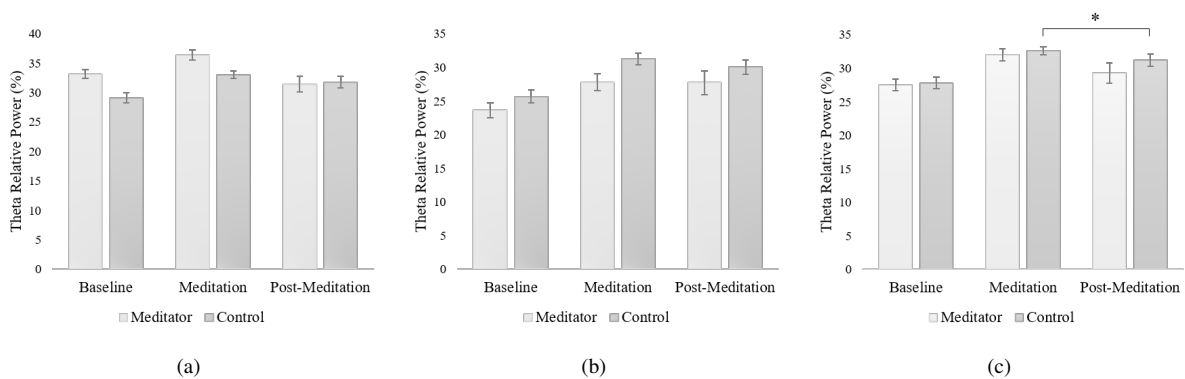 Theta Relative Power (%)
40
35
30
25
20
15
10
5
0
Baseline
Meditation
Post-Meditation
Meditator
Control
(a)
Theta Relative Power (%)
35
30
25
20
15
10
5
0
Baseline
Meditation
Post-Meditation
Meditator
Control
(b)
Theta Relative Power (%)
35
30
25
20
15
10
5
0
*
Baseline
Meditation
Post-Meditation
Meditator
Control
(c)